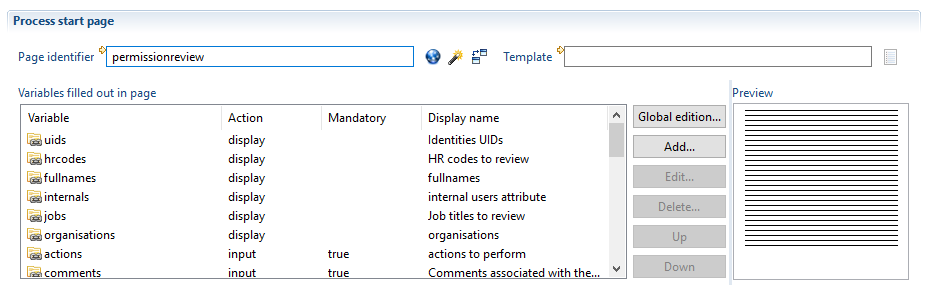 Process start page
Page identifier permissionreview Template
Variables filled out in page Preview
Variable Action Mandatory Display name Global edition...
uids display Identities UIDs
hrcodes display HR codes to review Add...
fullnames display fullnames Edit...
internals display internal users attribute
jobs display Job titles to review Delete...
organisations display organisations Up
actions input true actions to perform
comments input true Comments associated with the... Down